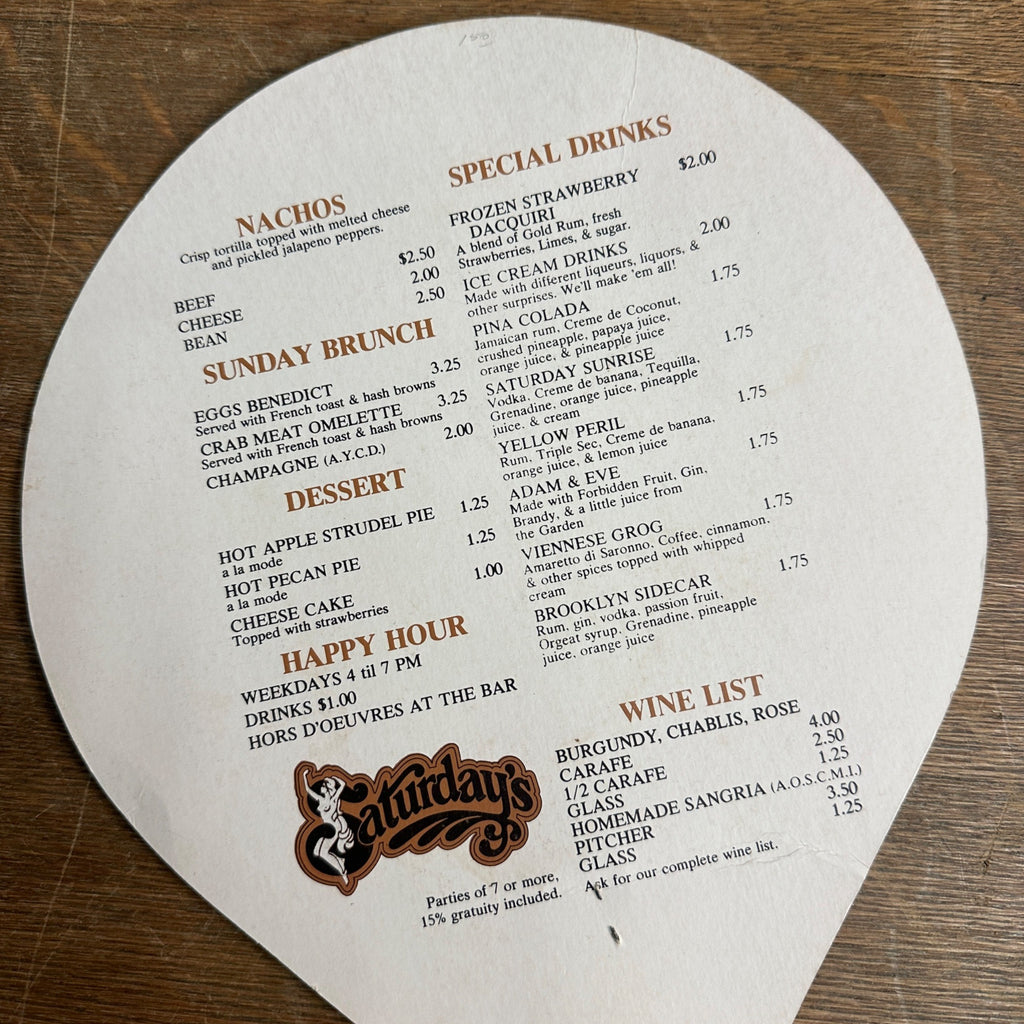 NACHOS
Crisp tortilla topped with melted cheese
and pickled jalapeno peppers.
BEEF $2.50
CHEESE 2.00
BEAN 2.50
SUNDAY BRUNCH
EGGS BENEDICT 3.25
Served with French toast & hash browns
CRAB MEAT OMELETTE 3.25
Served with French toast & hash browns
CHAMPAGNE (A.Y.C.D.) 2.00
DESSERT
HOT APPLE STRUDEL PIE 1.25
a la mode
HOT PECAN PIE 1.25
a la mode
CHEESE CAKE 1.00
Topped with strawberries
HAPPY HOUR
WEEKDAYS 4 til 7 PM
DRINKS $1.00
HORS D'OEUVRES AT THE BAR
Saturday's
Parties of 7 or more,
15% gratuity included.
SPECIAL DRINKS
FROZEN STRAWBERRY $2.00
DACQUIRI
A blend of Gold Rum, fresh
Strawberries, Limes, & sugar.
ICE CREAM DRINKS 2.00
Made with different liqueurs, liquors, &
other surprises. We'll make 'em all!
PINA COLADA 1.75
Jamaican rum, Creme de Coconut,
crushed pineapple, papaya juice,
orange juice, & pineapple juice
SATURDAY SUNRISE 1.75
Vodka, Creme de banana, Tequilla,
Grenadine, orange juice, pineapple
juice, & cream
YELLOW PERIL 1.75
Rum, Triple Sec, Creme de banana,
orange juice, & lemon juice
ADAM & EVE 1.75
Made with Forbidden Fruit, Gin,
Brandy, & a little juice from
the Garden
VIENNESE GROG 1.75
Amaretto di Saronno, Coffee, cinnamon,
& other spices topped with whipped
cream
BROOKLYN SIDECAR 1.75
Rum, gin, vodka, passion fruit,
Orgeat syrup, Grenadine, pineapple
juice, orange juice
WINE LIST
BURGUNDY, CHABLIS, ROSE
CARAFE 4.00
1/2 CARAFE 2.50
GLASS 1.25
HOMEMADE SANGRIA (A.O.S.C.M.I.)
PITCHER 3.50
GLASS 1.25
Ask for our complete wine list.